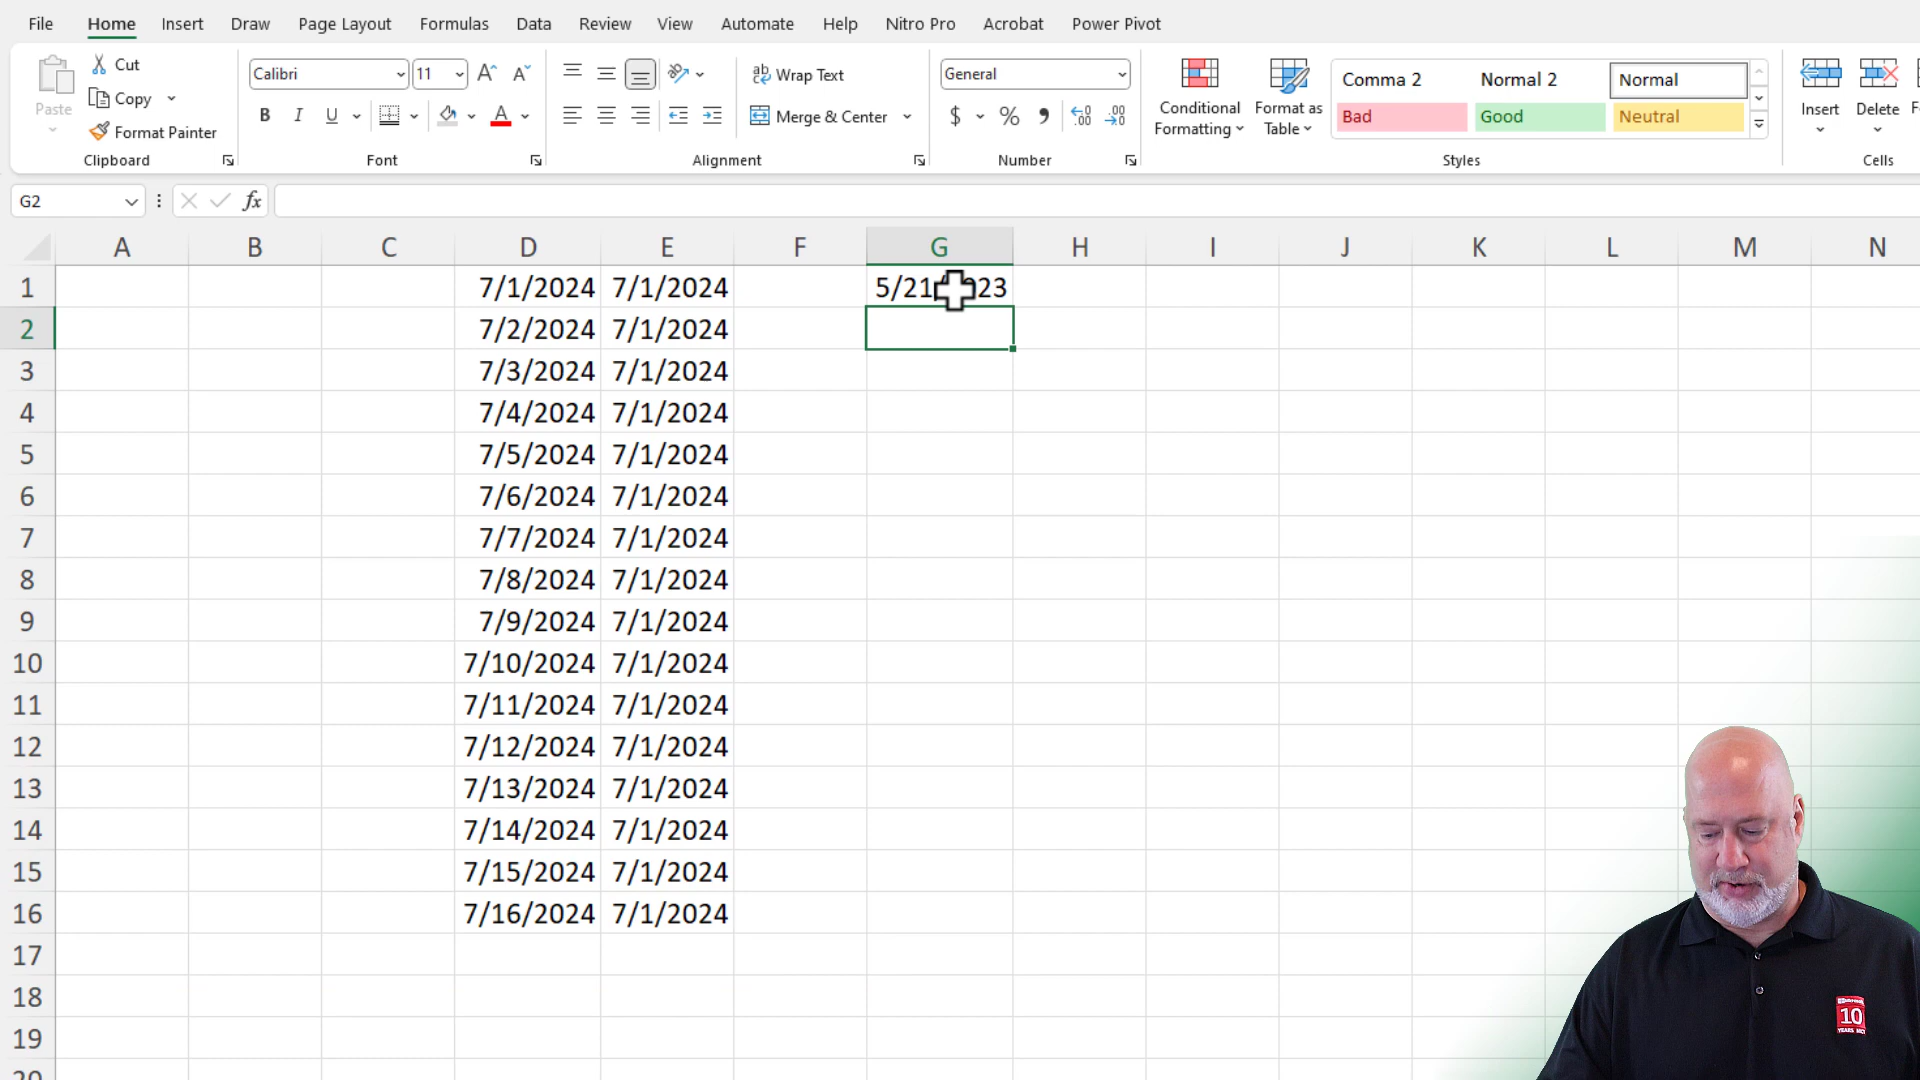 File Home Insert Draw Page Layout Formulas Data Review View Automate Help Nitro Pro Acrobat Power Pivot
Paste
Cut
Copy
Format Painter
Clipboard
Calibri 11
B I U
Font
Wrap Text
Merge & Center
Alignment
General
$ % ,
Number
Conditional Formatting
Format as Table
Comma 2 Normal 2 Normal
Bad Good Neutral
Styles
Insert Delete
Cells
G2 fx
A B C D E F G H I J K L M N
1 7/1/2024 7/1/2024
2 7/2/2024 7/1/2024
3 7/3/2024 7/1/2024
4 7/4/2024 7/1/2024
5 7/5/2024 7/1/2024
6 7/6/2024 7/1/2024
7 7/7/2024 7/1/2024
8 7/8/2024 7/1/2024
9 7/9/2024 7/1/2024
10 7/10/2024 7/1/2024
11 7/11/2024 7/1/2024
12 7/12/2024 7/1/2024
13 7/13/2024 7/1/2024
14 7/14/2024 7/1/2024
15 7/15/2024 7/1/2024
16 7/16/2024 7/1/2024
17
18
19
10